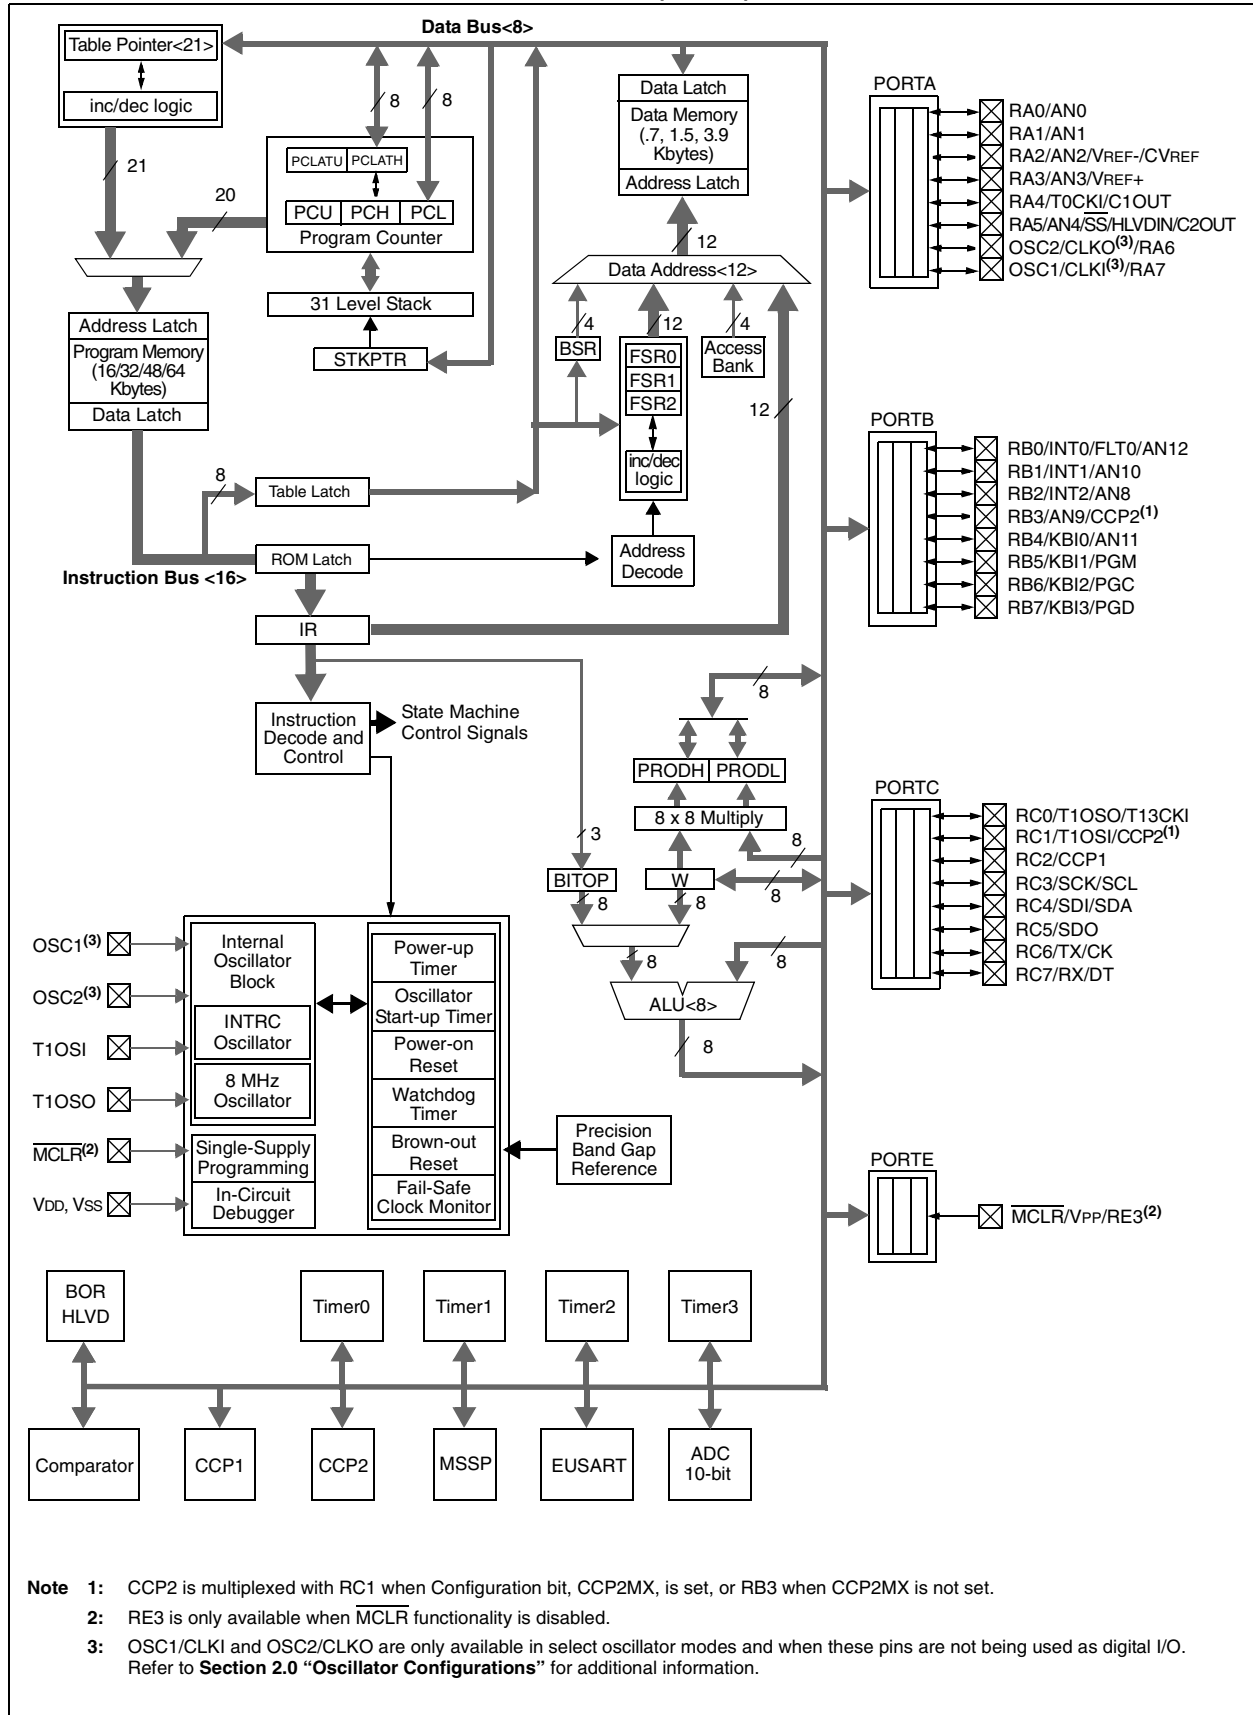 Data Bus<8>
Table Pointer<21>
inc/dec logic
21
20
8
8
PCLATU
PCLATH
PCU
PCH
PCL
Program Counter
31 Level Stack
STKPTR
Address Latch
Program Memory
(16/32/48/64
Kbytes)
Data Latch
8
Table Latch
ROM Latch
Instruction Bus <16>
IR
Instruction
Decode and
Control
State Machine
Control Signals
Data Latch
Data Memory
(.7, 1.5, 3.9
Kbytes)
Address Latch
12
Data Address<12>
4
12
4
BSR
FSR0
FSR1
FSR2
inc/dec
logic
Access
Bank
12
Address
Decode
8
PRODH
PRODL
8 x 8 Multiply
3
8
BITOP
W
8
8
8
8
8
ALU<8>
8
OSC1(3)
OSC2(3)
T1OSI
T1OSO
MCLR(2)
VDD, VSS
Internal
Oscillator
Block
INTRC
Oscillator
8 MHz
Oscillator
Single-Supply
Programming
In-Circuit
Debugger
Power-up
Timer
Oscillator
Start-up Timer
Power-on
Reset
Watchdog
Timer
Brown-out
Reset
Fail-Safe
Clock Monitor
Precision
Band Gap
Reference
PORTA
RA0/AN0
RA1/AN1
RA2/AN2/VREF-/CVREF
RA3/AN3/VREF+
RA4/T0CKI/C1OUT
RA5/AN4/SS/HLVDIN/C2OUT
OSC2/CLKO(3)/RA6
OSC1/CLKI(3)/RA7
PORTB
RB0/INT0/FLT0/AN12
RB1/INT1/AN10
RB2/INT2/AN8
RB3/AN9/CCP2(1)
RB4/KBI0/AN11
RB5/KBI1/PGM
RB6/KBI2/PGC
RB7/KBI3/PGD
PORTC
RC0/T1OSO/T13CKI
RC1/T1OSI/CCP2(1)
RC2/CCP1
RC3/SCK/SCL
RC4/SDI/SDA
RC5/SDO
RC6/TX/CK
RC7/RX/DT
PORTE
MCLR/VPP/RE3(2)
BOR
HLVD
Timer0
Timer1
Timer2
Timer3
Comparator
CCP1
CCP2
MSSP
EUSART
ADC
10-bit
Note 1: CCP2 is multiplexed with RC1 when Configuration bit, CCP2MX, is set, or RB3 when CCP2MX is not set.
2: RE3 is only available when MCLR functionality is disabled.
3: OSC1/CLKI and OSC2/CLKO are only available in select oscillator modes and when these pins are not being used as digital I/O.
Refer to Section 2.0 “Oscillator Configurations” for additional information.